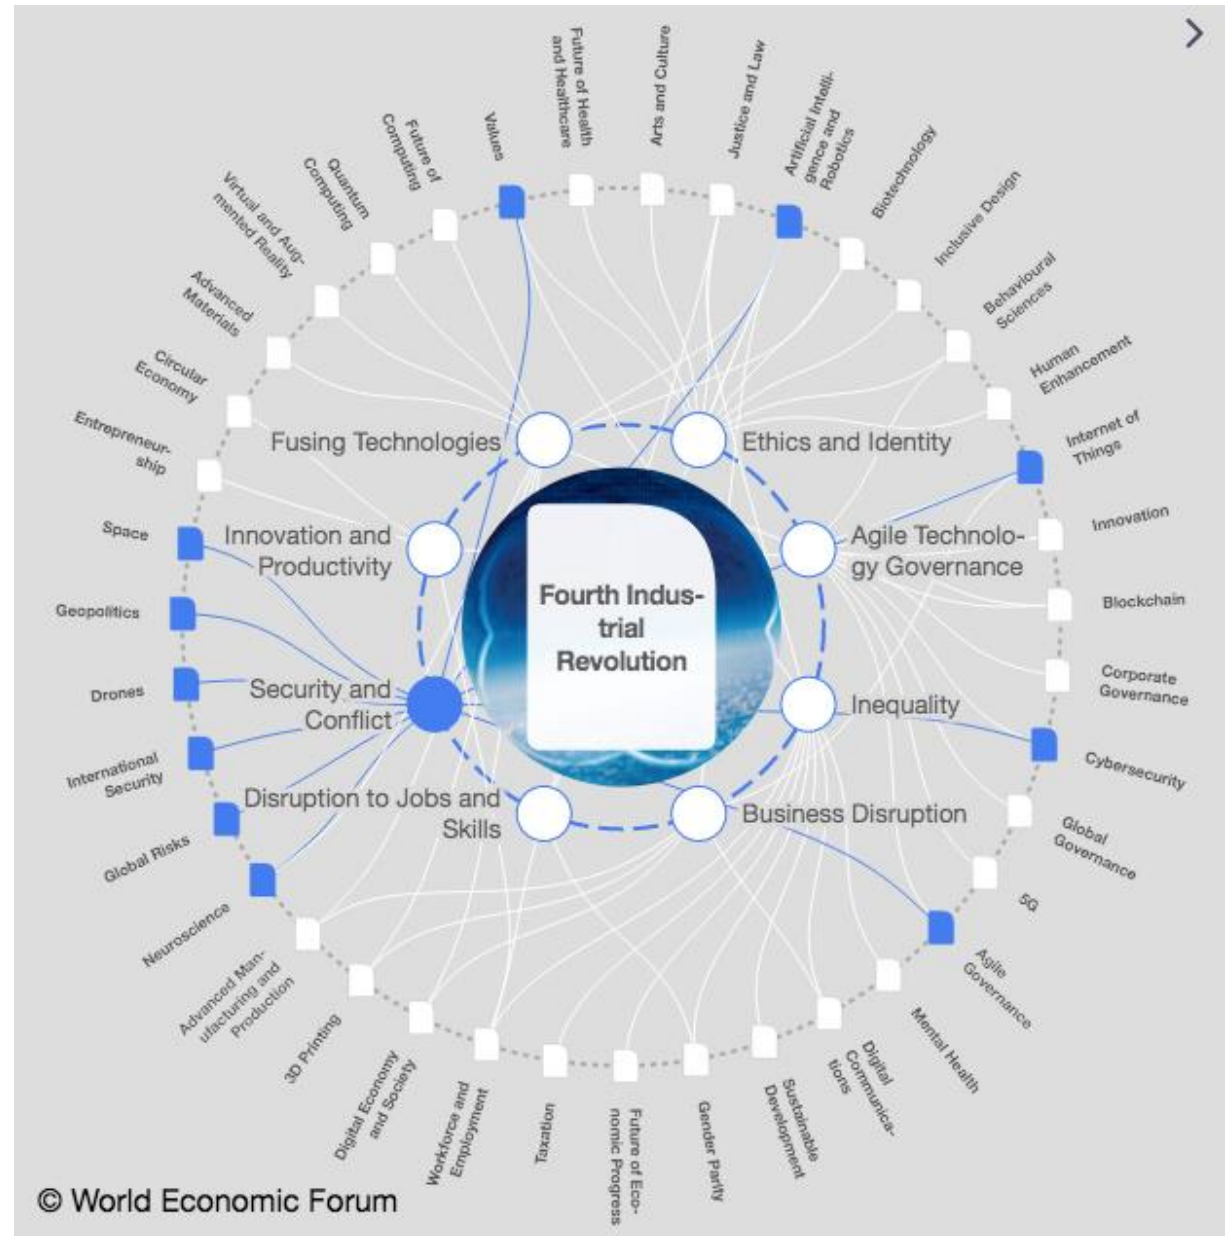 Future of Health
and Healthcare
Arts and Culture
Justice and Law
Artificial Intelli-
gence and
Robotics
Biotechnology
Inclusive Design
Behavioural
Sciences
Human
Enhancement
Internet of
Things
Innovation
Blockchain
Corporate
Governance
Cybersecurity
Global
Governance
5G
Agile
Governance
Mental Health
Digital
Communica-
tions
Sustainable
Development
Gender Parity
Future of Eco-
nomic Progress
Taxation
Workforce and
Employment
Digital Economy
and Society
3D Printing
Advanced Man-
ufacturing and
Production
Neuroscience
Global Risks
International
Security
Drones
Geopolitics
Space
Entrepreneur-
ship
Circular
Economy
Advanced
Materials
Virtual and Aug-
mented Reality
Quantum
Computing
Future of
Computing
Values
Fusing Technologies
Ethics and Identity
Innovation and
Productivity
Agile Technolo-
gy Governance
Fourth Indus-
trial
Revolution
Security and
Conflict
Inequality
Disruption to Jobs and
Skills
Business Disruption
© World Economic Forum